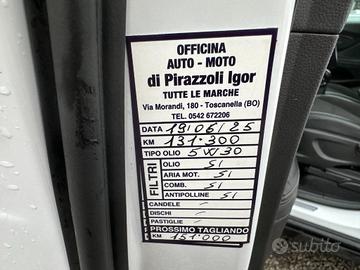 OFFICINA
AUTO - MOTO
di Pirazzoli Igor
TUTTE LE MARCHE
Via Morandi, 180 - Toscanella (BO)
TEL. 0542 672206
DATA 19/06/25
KM 131.300
TIPO OLIO 5W30
FILTRI
OLIO SI
ARIA MOT. SI
COMB. SI
ANTIPOLLINE SI
CANDELE /
DISCHI /
PASTIGLIE /
PROSSIMO TAGLIANDO
KM 151.000
subito